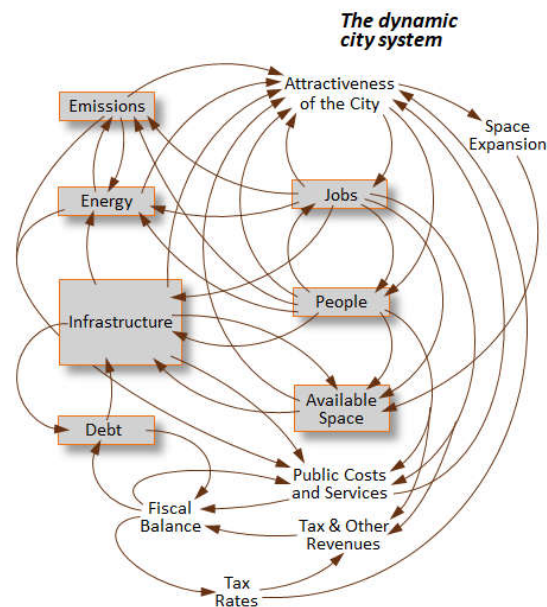 The dynamic
city system
Emissions
Attractiveness
of the City
Space
Expansion
Energy
Jobs
Infrastructure
People
Available
Space
Debt
Public Costs
and Services
Fiscal
Balance
Tax & Other
Revenues
Tax
Rates